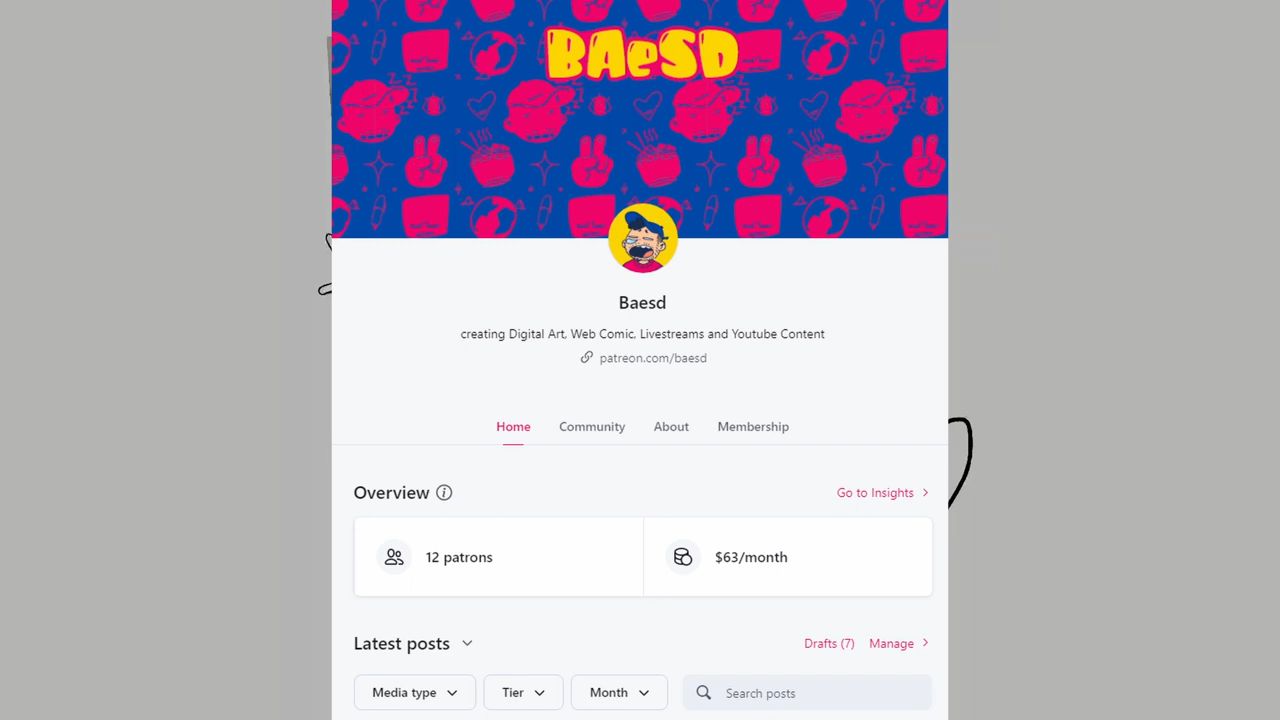 BAeSD
Baesd
creating Digital Art, Web Comic, Livestreams and Youtube Content
patreon.com/baesd
Home Community About Membership
Overview Go to Insights
12 patrons $63/month
Latest posts Drafts (7) Manage
Media type Tier Month Search posts